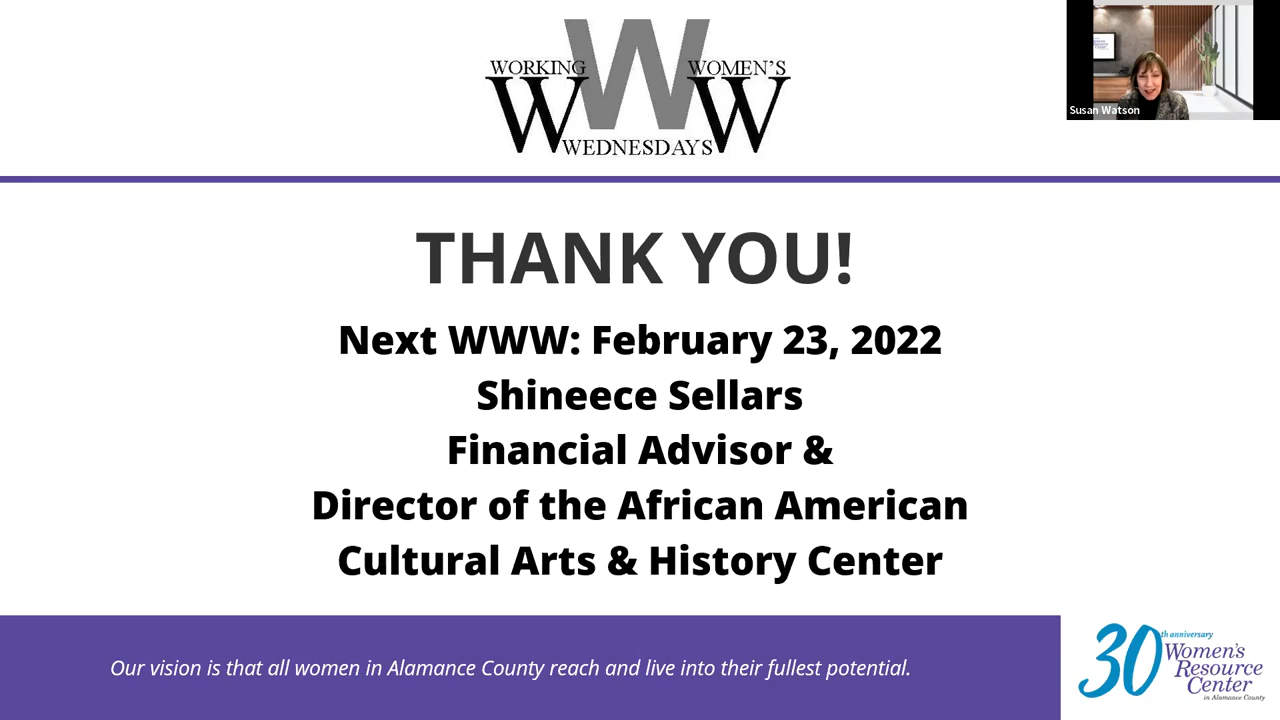 W
WORKING WOMEN'S
W W
WEDNESDAYS
Susan Watson
THANK YOU!
Next WWW: February 23, 2022
Shineece Sellars
Financial Advisor &
Director of the African American
Cultural Arts & History Center
Our vision is that all women in Alamance County reach and live into their fullest potential.
30th anniversary
Women's
Resource
Center
in Alamance County